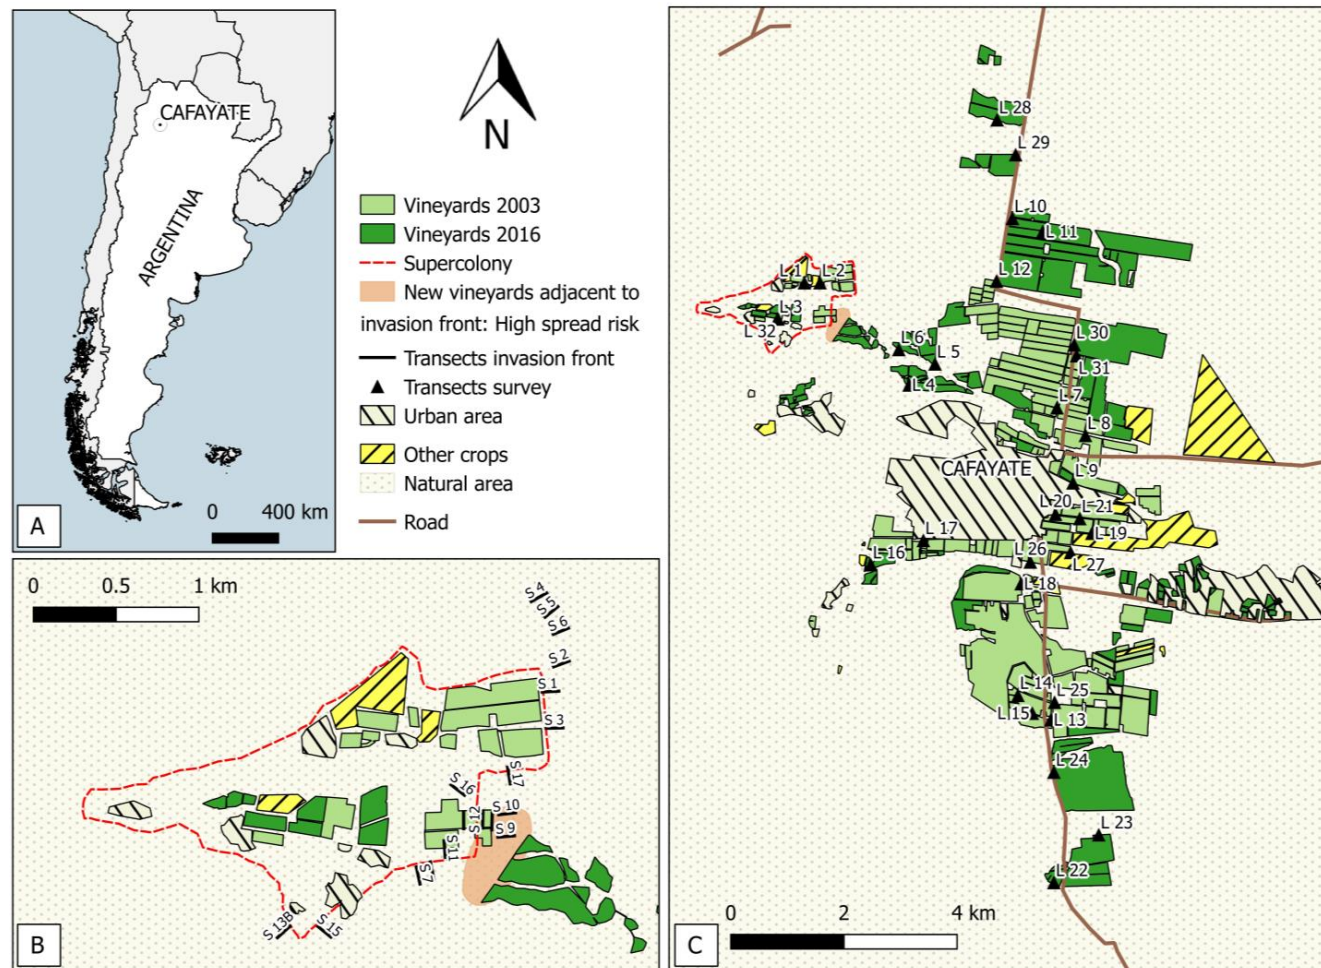 CAFAYATE
ARGENTINA
0 400 km
A
N
Vineyards 2003
Vineyards 2016
Supercolony
New vineyards adjacent to
invasion front: High spread risk
Transects invasion front
Transects survey
Urban area
Other crops
Natural area
Road
0 0.5 1 km
S 4
S 5
S 6
S 2
S 1
S 3
S 17
S 16
S 12
S 10
S 9
S 11
S 7
S 13B
S 15
B
L 28
L 29
L 10
L 11
L 12
L 1
L 2
L 3
L 32
L 6
L 5
L 4
L 30
L 31
L 7
L 8
CAFAYATE
L 9
L 20
L 21
L 19
L 17
L 16
L 26
L 27
L 18
L 14
L 25
L 15
L 13
L 24
L 23
L 22
0 2 4 km
C